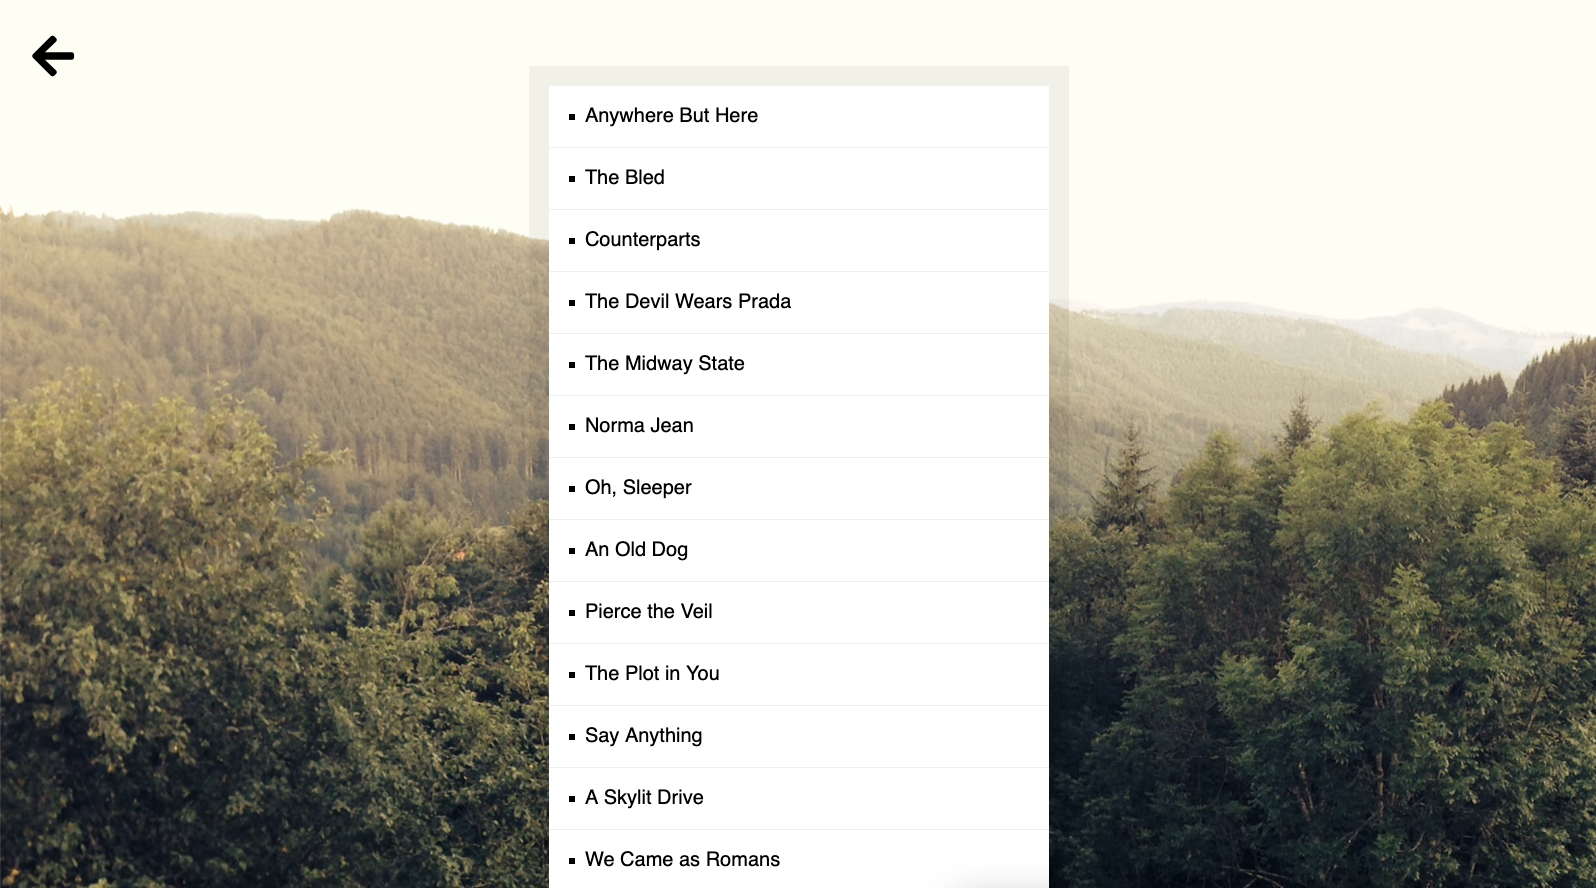 Anywhere But Here
The Bled
Counterparts
The Devil Wears Prada
The Midway State
Norma Jean
Oh, Sleeper
An Old Dog
Pierce the Veil
The Plot in You
Say Anything
A Skylit Drive
We Came as Romans